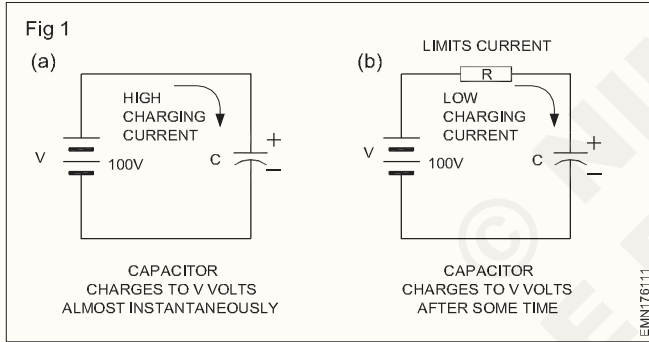 Fig 1
(a)
HIGH
CHARGING
CURRENT
V
100V
C
+
–
CAPACITOR
CHARGES TO V VOLTS
ALMOST INSTANTANEOUSLY
(b)
LIMITS CURRENT
R
LOW
CHARGING
CURRENT
V
100V
C
+
–
CAPACITOR
CHARGES TO V VOLTS
AFTER SOME TIME
EMN176111